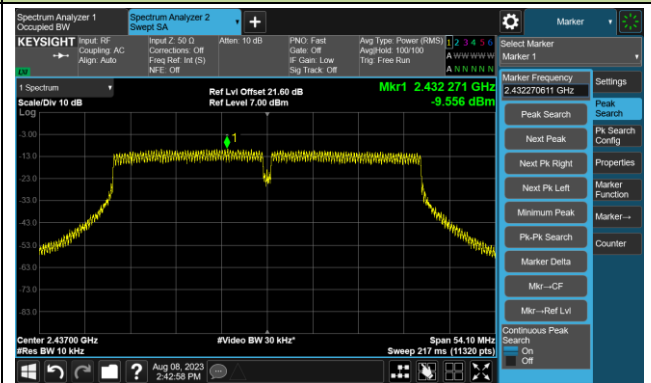 Spectrum Analyzer 1
Occupied BW
Spectrum Analyzer 2
Swept SA
+
Marker
KEYSIGHT
Input: RF
Coupling: AC
Align: Auto
Input Z: 50 Ω
Corrections: Off
Freq Ref: Int (S)
NFE: Off
Atten: 10 dB
PNO: Fast
Gate: Off
IF Gain: Low
Sig Track: Off
Avg Type: Power (RMS)
Avg|Hold: 100/100
Trig: Free Run
1 2 3 4 5 6
A W W W W W
A N N N N N
LXI
Select Marker
Marker 1
1 Spectrum
Scale/Div 10 dB
Log
Ref Lvl Offset 21.60 dB
Ref Level 7.00 dBm
Mkr1 2.432 271 GHz
-9.556 dBm
1
-3.00
-13.0
-23.0
-33.0
-43.0
-53.0
-63.0
-73.0
-83.0
Center 2.43700 GHz
#Res BW 10 kHz
#Video BW 30 kHz*
Span 54.10 MHz
Sweep 217 ms (11320 pts)
Marker Frequency
2.432270611 GHz
Peak Search
Next Peak
Next Pk Right
Next Pk Left
Minimum Peak
Pk-Pk Search
Marker Delta
Mkr→CF
Mkr→Ref Lvl
Continuous Peak
Search
On
Off
Settings
Peak
Search
Pk Search
Config
Properties
Marker
Function
Marker→
Counter
?
Aug 08, 2023
2:42:58 PM